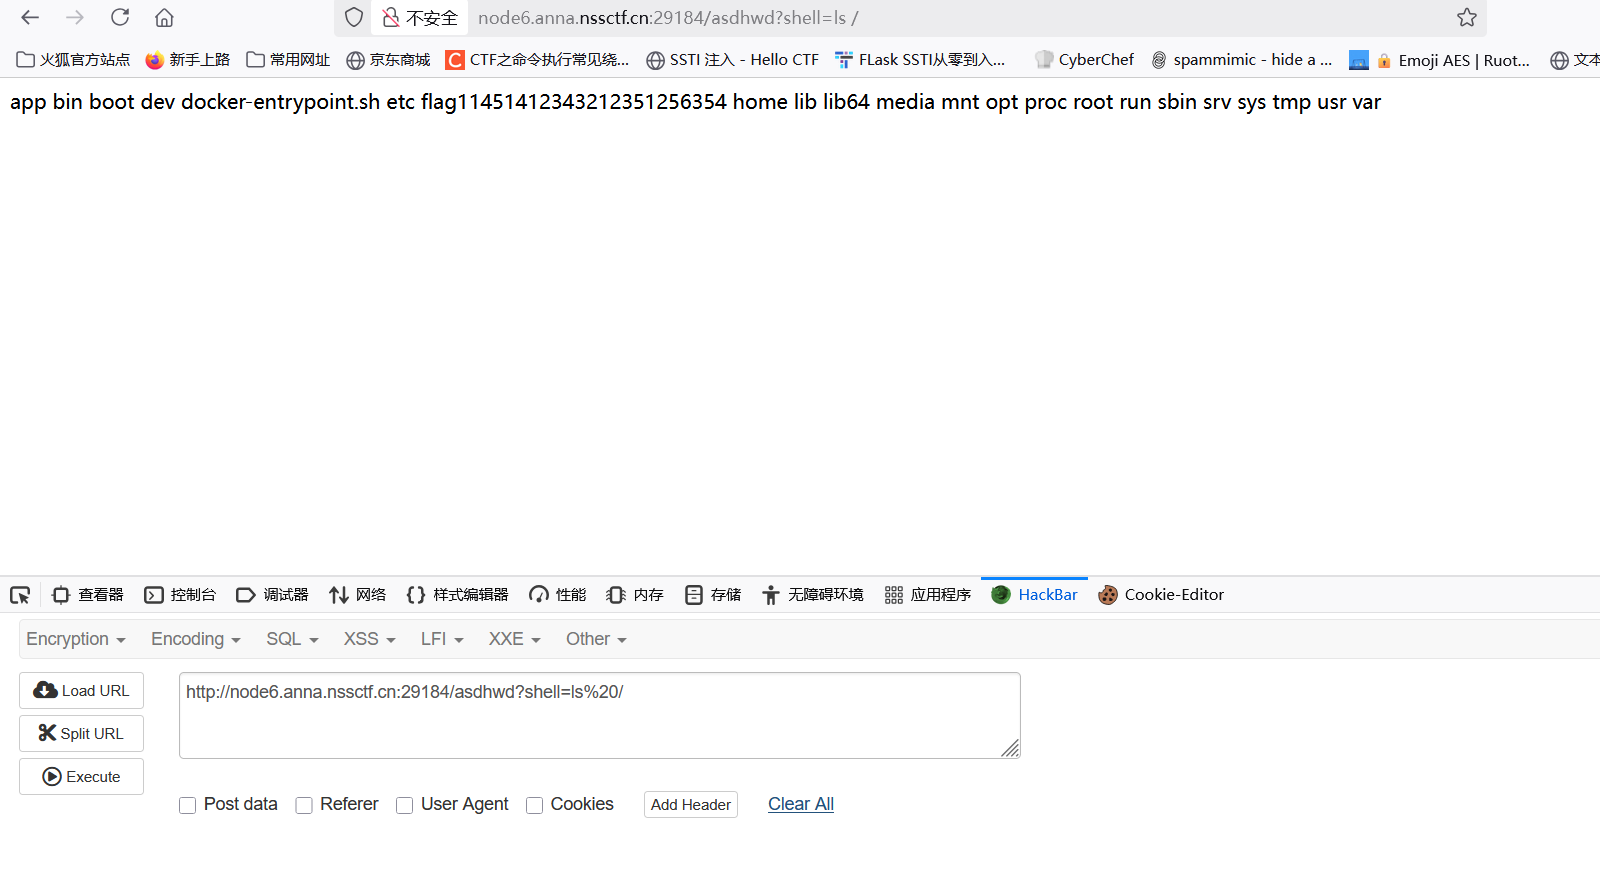 不安全 node6.anna.nssctf.cn:29184/asdhwd?shell=ls /
火狐官方站点 新手上路 常用网址 京东商城 CTF之命令执行常见绕... SSTI 注入 - Hello CTF FLask SSTI从零到入... CyberChef spammimic - hide a ... Emoji AES | Ruot... 文本
app bin boot dev docker-entrypoint.sh etc flag11451412343212351256354 home lib lib64 media mnt opt proc root run sbin srv sys tmp usr var
查看器 控制台 调试器 网络 样式编辑器 性能 内存 存储 无障碍环境 应用程序 HackBar Cookie-Editor
Encryption Encoding SQL XSS LFI XXE Other
Load URL http://node6.anna.nssctf.cn:29184/asdhwd?shell=ls%20/
Split URL
Execute
Post data Referer User Agent Cookies Add Header Clear All